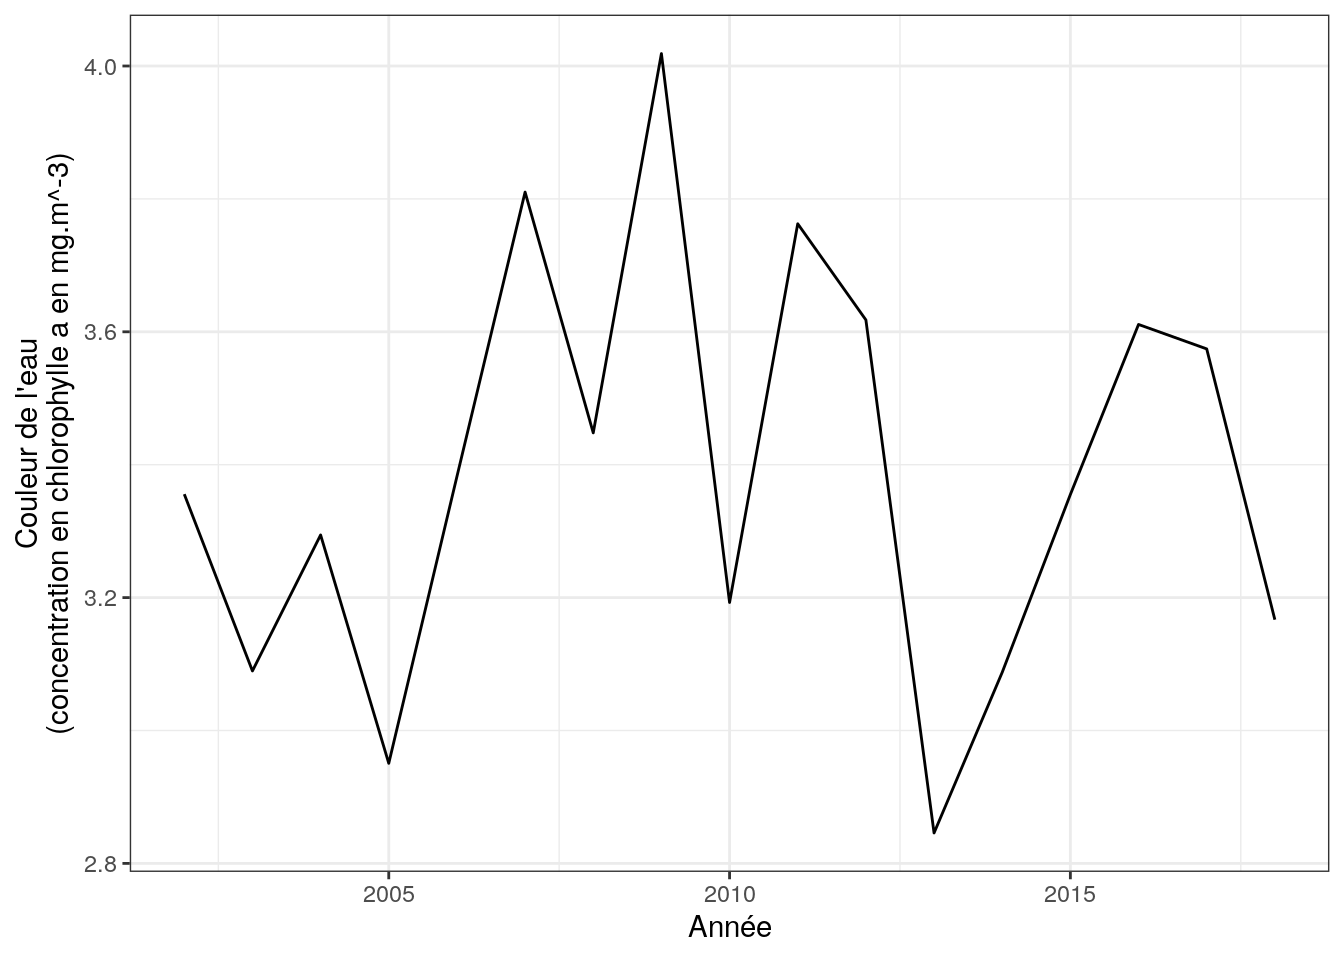 Couleur de l'eau
(concentration en chlorophylle a en mg.m^-3)
4.0
3.6
3.2
2.8
2005
2010
2015
Année